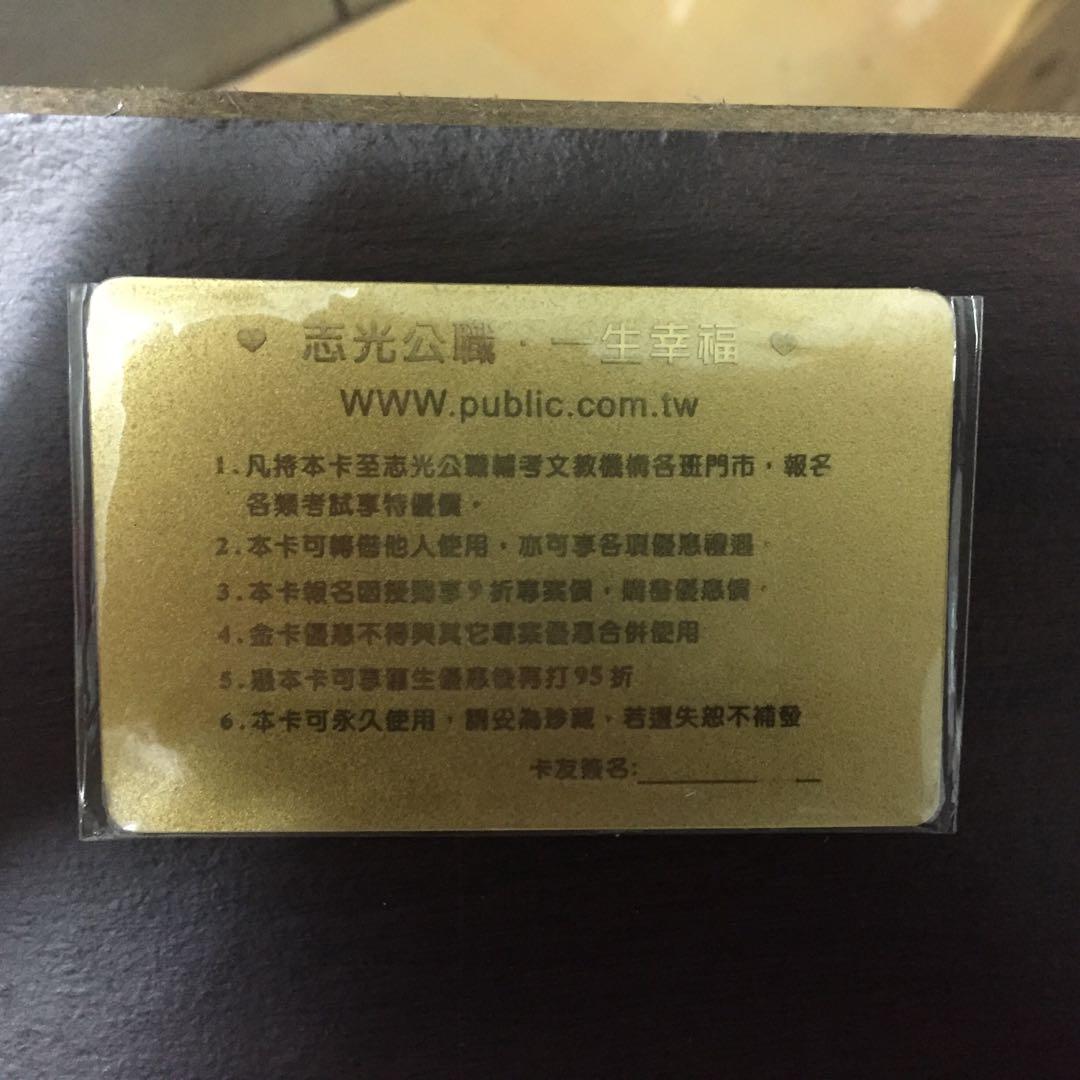 ♥ 志光公職・一生幸福 ♥
WWW.public.com.tw
1.凡持本卡至志光公職輔考文教機構各班門市，報名
各類考試享特優價。
2.本卡可轉借他人使用，亦可享各項優惠禮遇
3.本卡報名函授獨享9折專案價，購書優惠價。
4.金卡優惠不得與其它專案優惠合併使用
5.憑本卡可享舊生優惠後再打95折
6.本卡可永久使用，請妥為珍藏，若遺失恕不補發
卡友簽名: